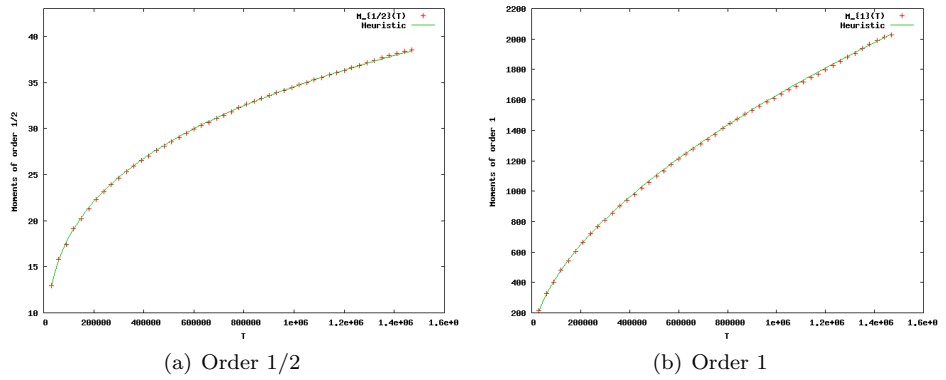 M_{1/2}(T)
Heuristic
40
35
30
25
20
15
10
Moments of order 1/2
0 200000 400000 600000 800000 1e+06 1.2e+06 1.4e+06 1.6e+0
T
(a) Order 1/2
M_{1}(T)
Heuristic
2200
2000
1800
1600
1400
1200
1000
800
600
400
200
Moments of order 1
0 200000 400000 600000 800000 1e+06 1.2e+06 1.4e+06 1.6e+06
T
(b) Order 1